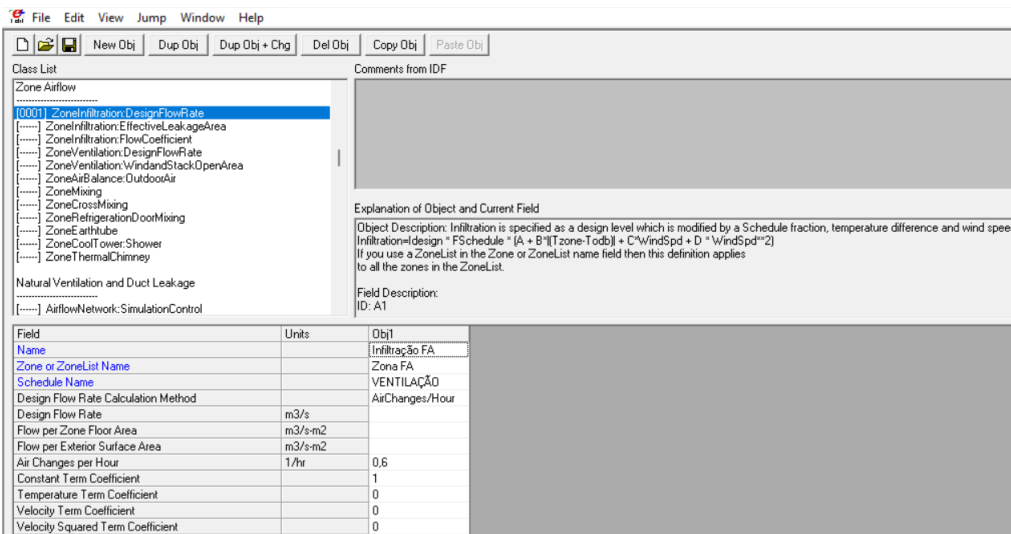 File Edit View Jump Window Help
New Obj Dup Obj Dup Obj + Chg Del Obj Copy Obj Paste Obj
Class List
Zone Airflow
--------------------------
[0001] ZoneInfiltration:DesignFlowRate
[------] ZoneInfiltration:EffectiveLeakageArea
[------] ZoneInfiltration:FlowCoefficient
[------] ZoneVentilation:DesignFlowRate
[------] ZoneVentilation:WindandStackOpenArea
[------] ZoneAirBalance:OutdoorAir
[------] ZoneMixing
[------] ZoneCrossMixing
[------] ZoneRefrigerationDoorMixing
[------] ZoneEarthtube
[------] ZoneCoolTower:Shower
[------] ZoneThermalChimney
Natural Ventilation and Duct Leakage
--------------------------
[------] AirflowNetwork:SimulationControl
Comments from IDF
Explanation of Object and Current Field
Object Description: Infiltration is specified as a design level which is modified by a Schedule fraction, temperature difference and wind spee
Infiltration=Idesign * FSchedule * (A + B*|(Tzone-Todb)| + C*WindSpd + D * WindSpd**2)
If you use a ZoneList in the Zone or ZoneList name field then this definition applies
to all the zones in the ZoneList.
Field Description:
ID: A1
Field Units Obj1
Name Infiltração FA
Zone or ZoneList Name Zona FA
Schedule Name VENTILAÇÃO
Design Flow Rate Calculation Method AirChanges/Hour
Design Flow Rate m3/s
Flow per Zone Floor Area m3/s-m2
Flow per Exterior Surface Area m3/s-m2
Air Changes per Hour 1/hr 0,6
Constant Term Coefficient 1
Temperature Term Coefficient 0
Velocity Term Coefficient 0
Velocity Squared Term Coefficient 0